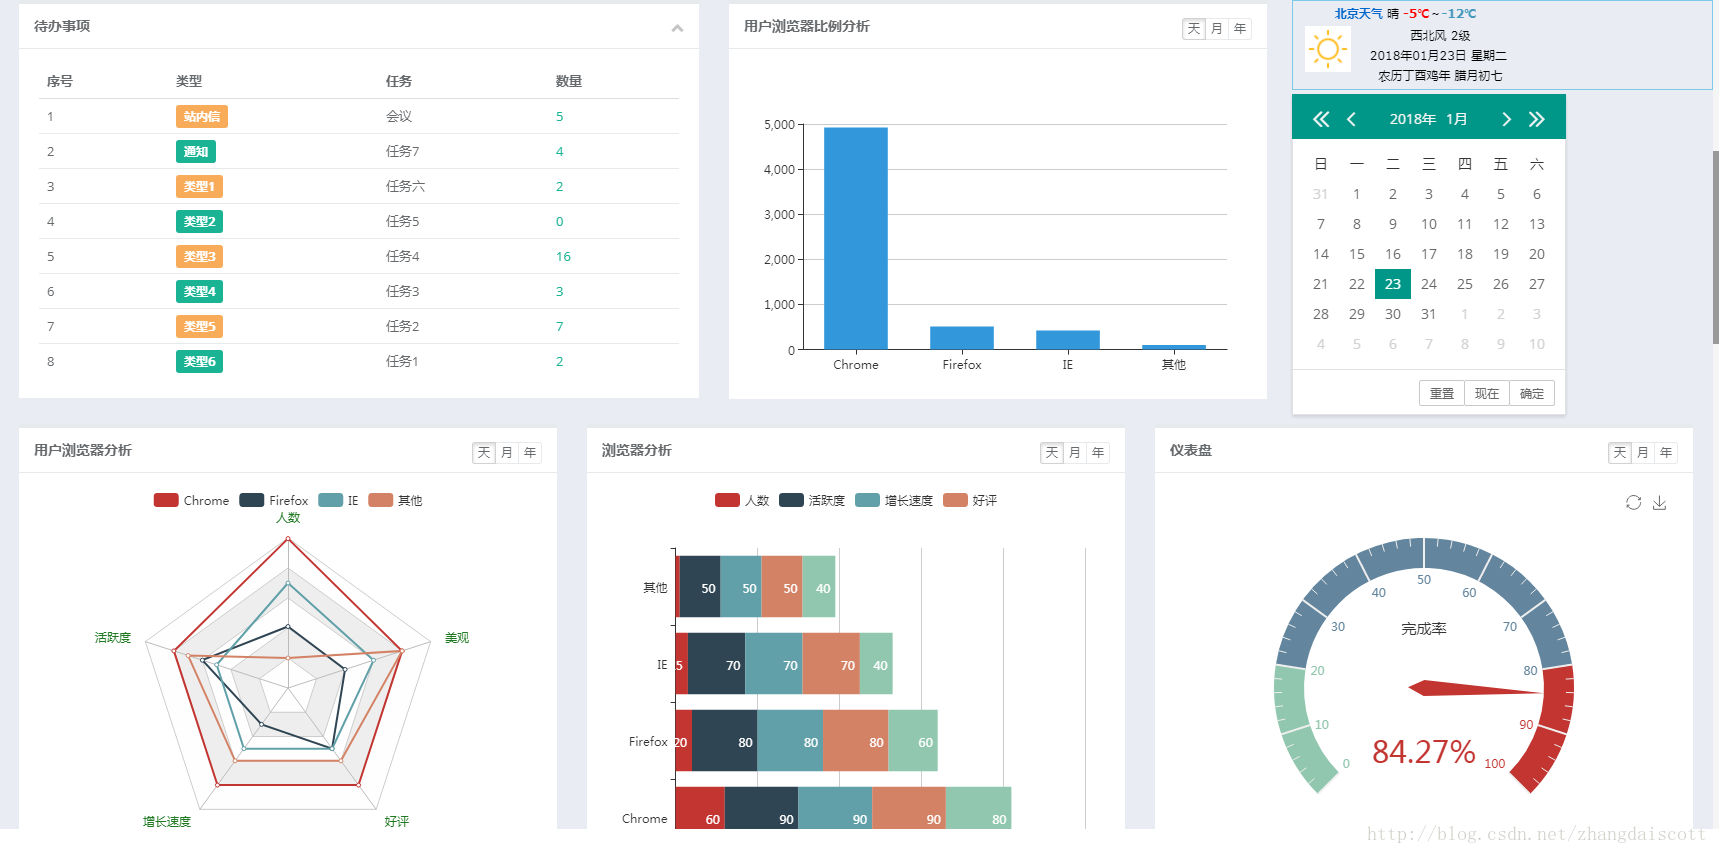 待办事项
序号 类型 任务 数量
1 站内信 会议 5
2 通知 任务7 4
3 类型1 任务六 2
4 类型2 任务5 0
5 类型3 任务4 16
6 类型4 任务3 3
7 类型5 任务2 7
8 类型6 任务1 2
用户浏览器比例分析 天 月 年
5,000
4,000
3,000
2,000
1,000
0
Chrome Firefox IE 其他
北京天气 晴 -5℃~-12℃
西北风 2级
2018年01月23日 星期二
农历丁酉鸡年 腊月初七
2018年 1月
日 一 二 三 四 五 六
31 1 2 3 4 5 6
7 8 9 10 11 12 13
14 15 16 17 18 19 20
21 22 23 24 25 26 27
28 29 30 31 1 2 3
4 5 6 7 8 9 10
重置 现在 确定
用户浏览器分析 天 月 年
Chrome Firefox IE 其他
人数
活跃度 美观
增长速度 好评
浏览器分析 天 月 年
人数 活跃度 增长速度 好评
其他 50 50 50 40
IE 5 70 70 70 40
Firefox 20 80 80 80 60
Chrome 60 90 90 90 80
仪表盘 天 月 年
50
40 60
完成率
30 70
20 80
10 90
84.27%
0 100
http://blog.csdn.net/zhangdaiscott